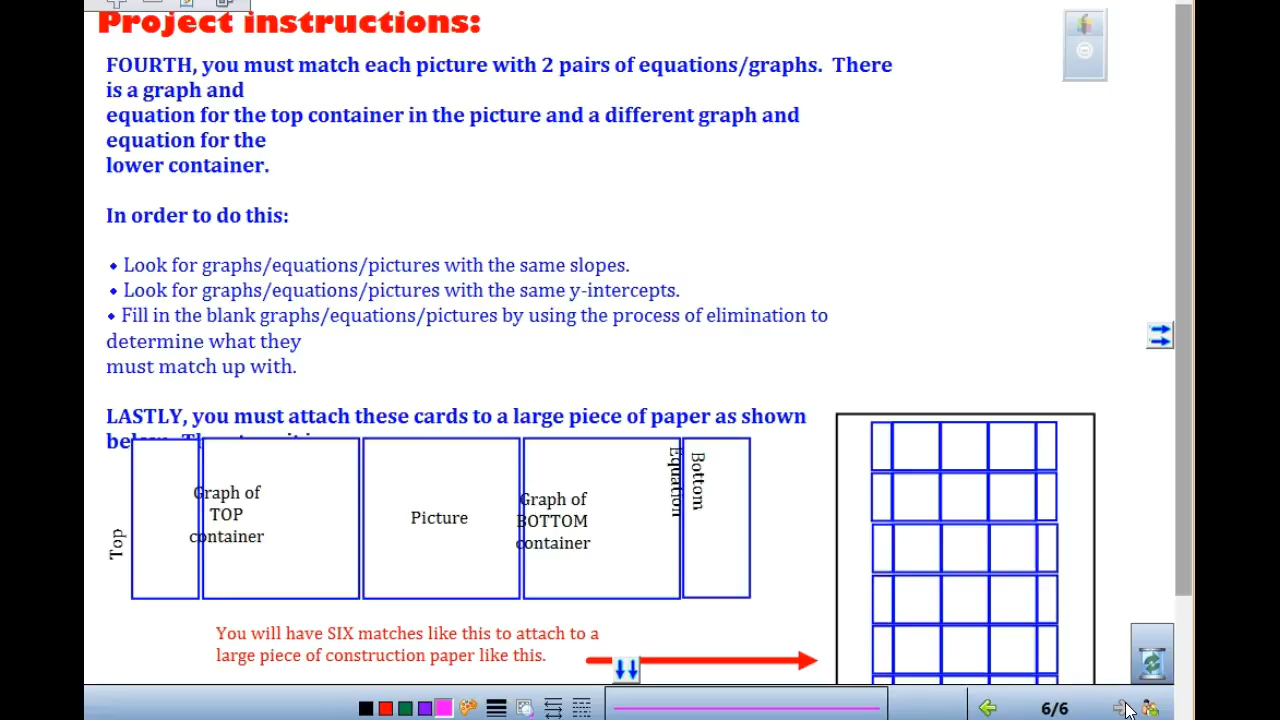 Project instructions:
FOURTH, you must match each picture with 2 pairs of equations/graphs.  There
is a graph and
equation for the top container in the picture and a different graph and
equation for the
lower container.
In order to do this:
• Look for graphs/equations/pictures with the same slopes.
• Look for graphs/equations/pictures with the same y-intercepts.
• Fill in the blank graphs/equations/pictures by using the process of elimination to
determine what they
must match up with.
LASTLY, you must attach these cards to a large piece of paper as shown
Top
Graph of
TOP
container
Picture
Graph of
BOTTOM
container
Bottom
Equation
You will have SIX matches like this to attach to a
large piece of construction paper like this.
6/6